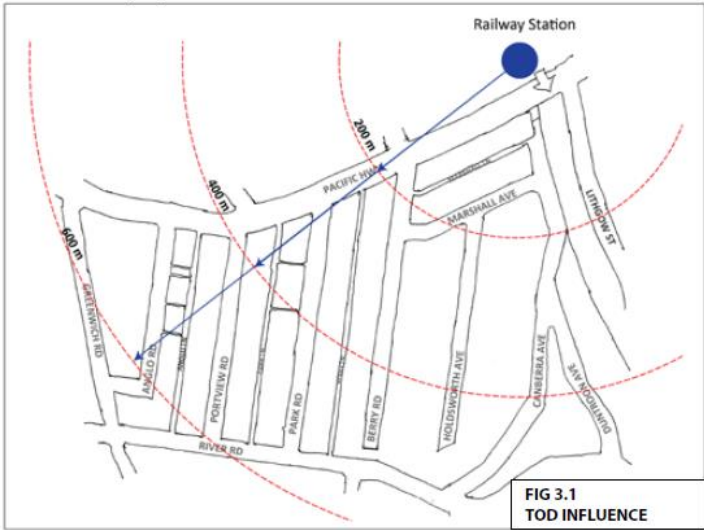 Railway Station
200 m
PACIFIC HWY
400 m
MARSHALL AVE
LITHGOW ST
600 m
GREENWICH RD
ANGLO RD
PORTVIEW RD
PARK RD
BERRY RD
HOLDSWORTH AVE
CANBERRA AVE
DUNTROON AVE
RIVER RD
FIG 3.1
TOD INFLUENCE